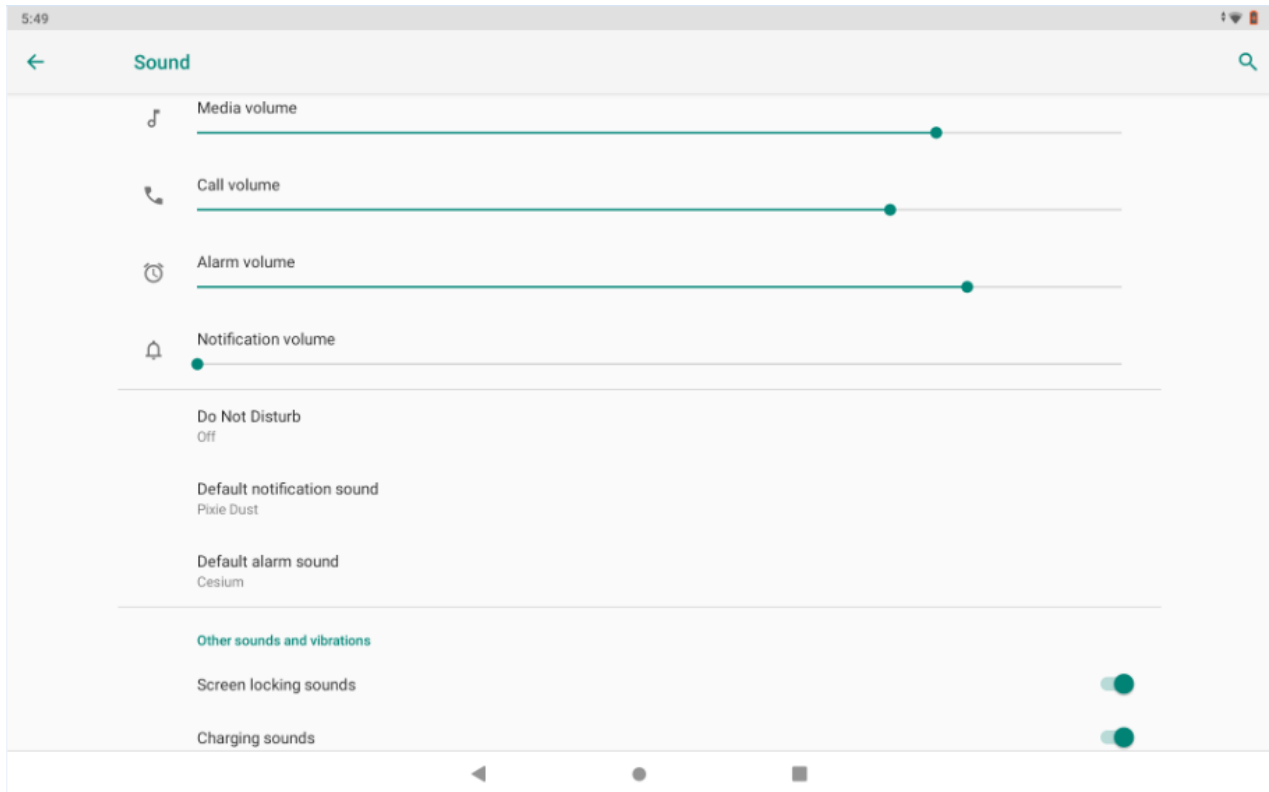 5:49
Sound
Media volume
Call volume
Alarm volume
Notification volume
Do Not Disturb
Off
Default notification sound
Pixie Dust
Default alarm sound
Cesium
Other sounds and vibrations
Screen locking sounds
Charging sounds